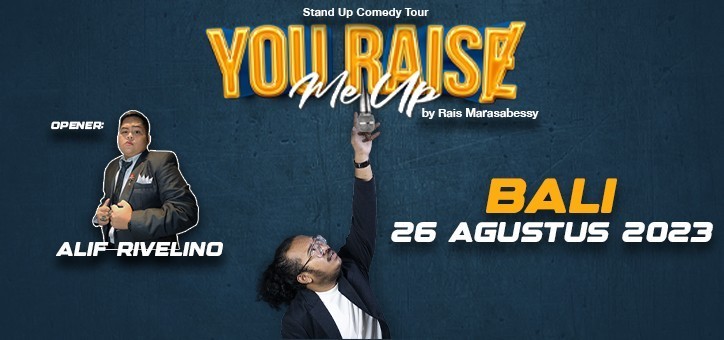 Stand Up Comedy Tour
YOU RAISE
Me Up
by Rais Marasabessy
OPENER:
ALIF RIVELINO
BALI
26 AGUSTUS 2023